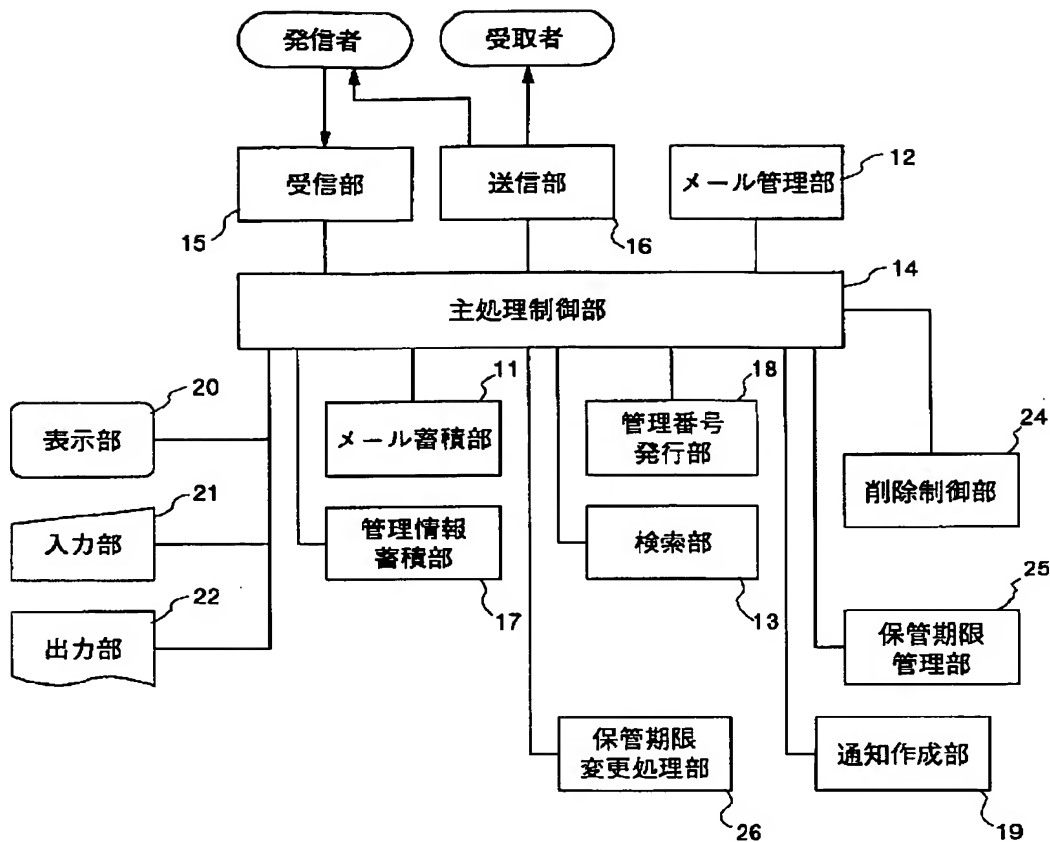 発信者
受取者
受信部
15
送信部
16
メール管理部
12
主処理制御部
14
表示部
20
メール蓄積部
11
管理番号
発行部
18
削除制御部
24
入力部
21
管理情報
蓄積部
17
検索部
13
出力部
22
保管期限
管理部
25
保管期限
変更処理部
26
通知作成部
19